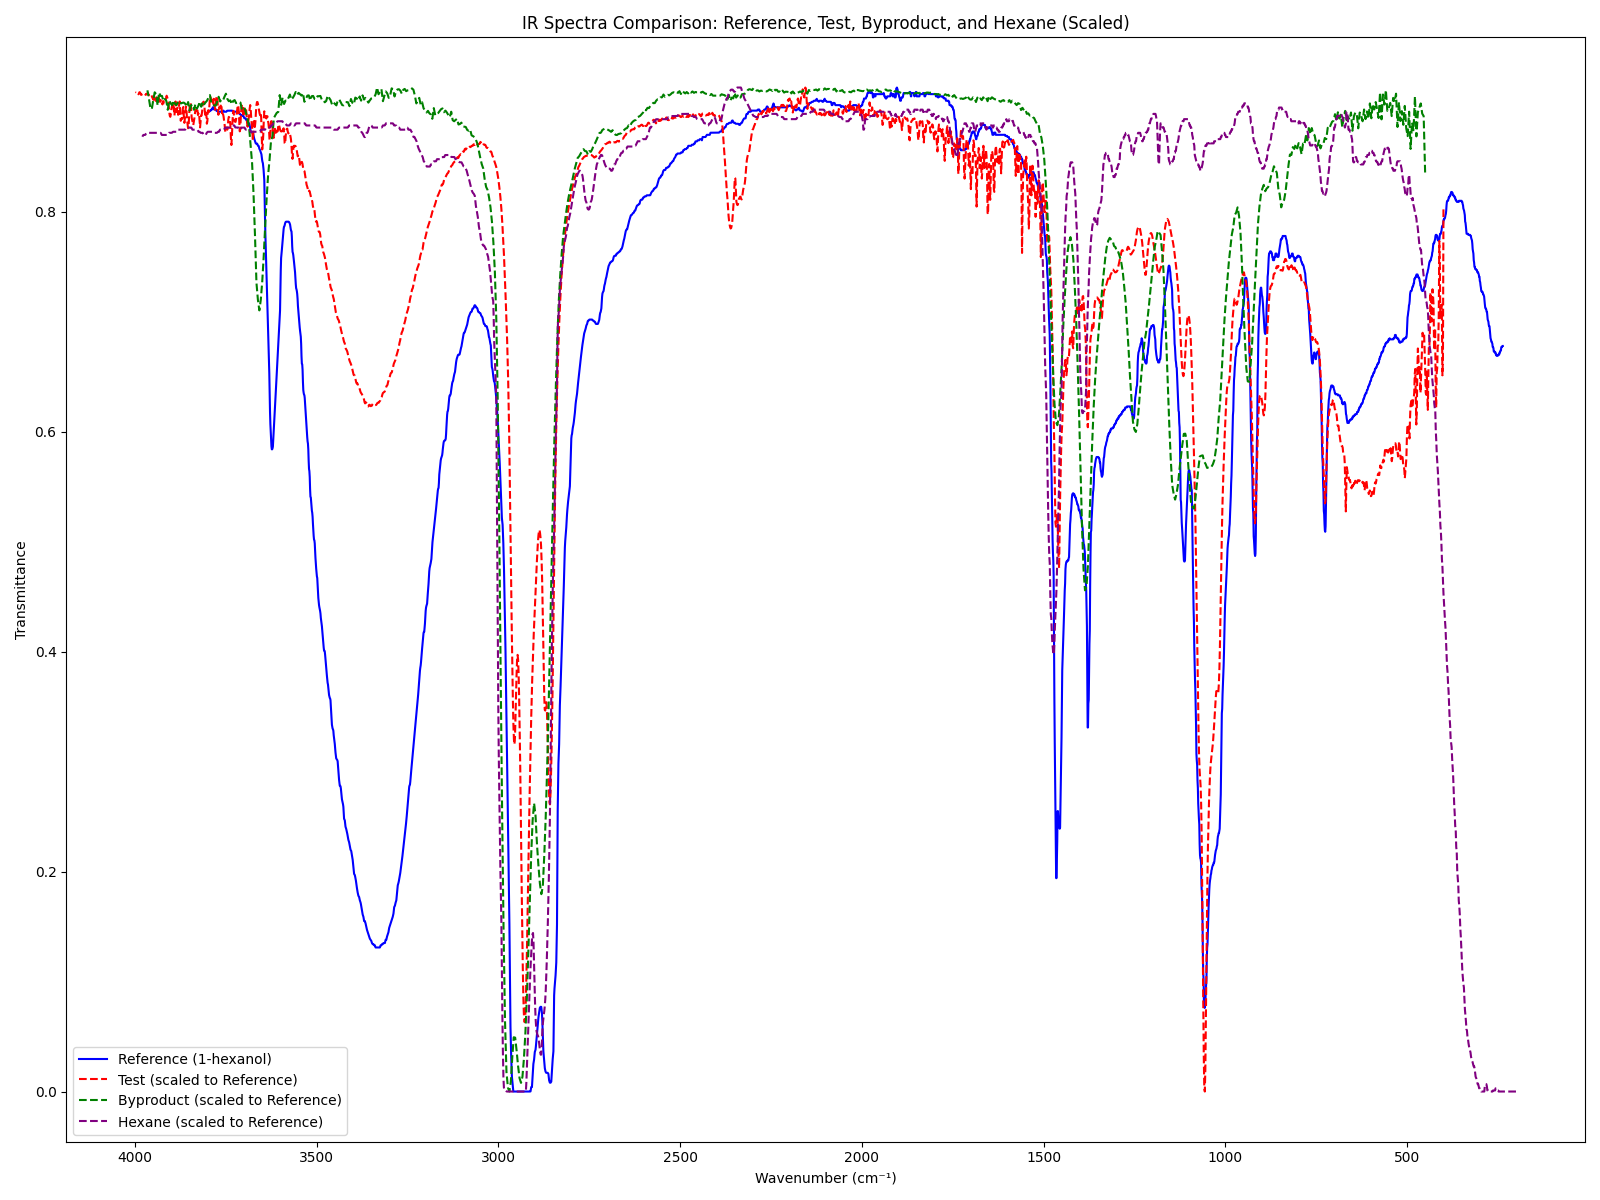 IR Spectra Comparison: Reference, Test, Byproduct, and Hexane (Scaled)
Transmittance
0.8
0.6
0.4
0.2
0.0
Reference (1-hexanol)
Test (scaled to Reference)
Byproduct (scaled to Reference)
Hexane (scaled to Reference)
4000 3500 3000 2500 2000 1500 1000 500
Wavenumber (cm⁻¹)